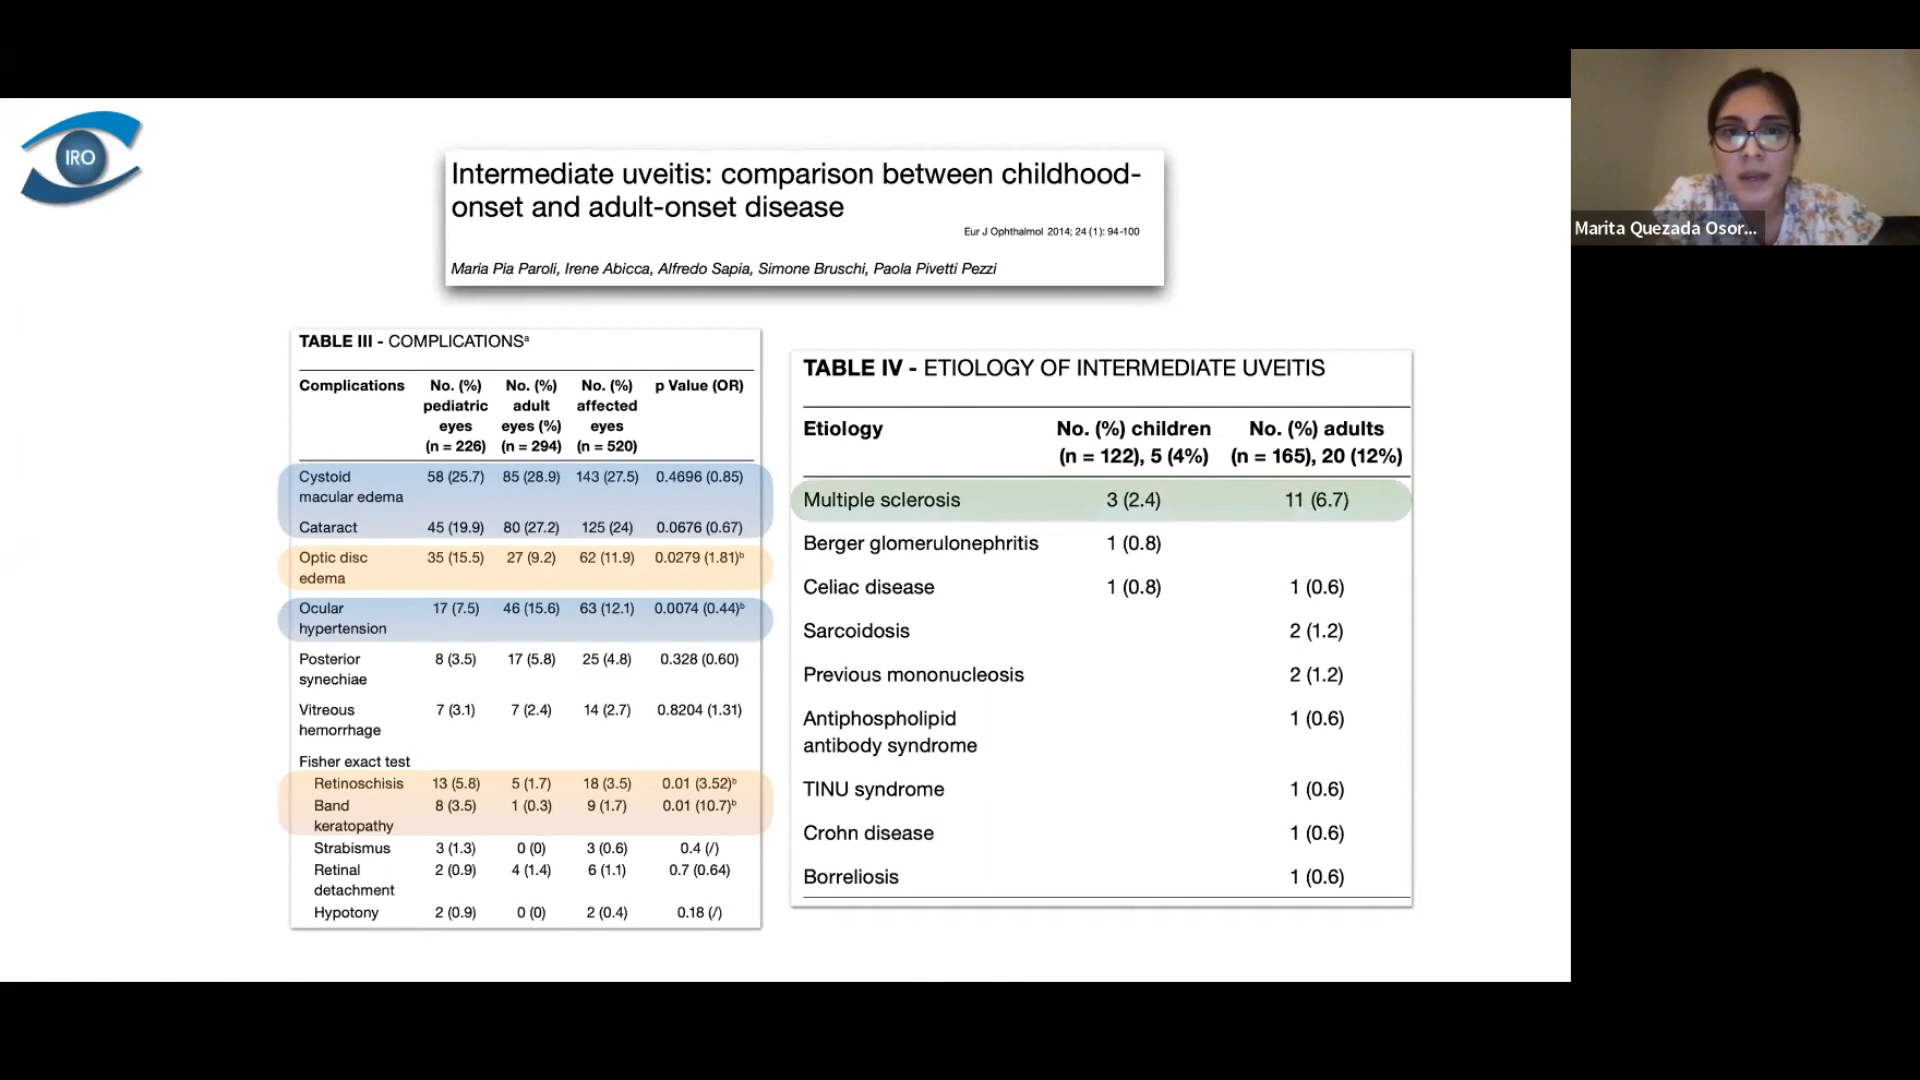 IRO
Intermediate uveitis: comparison between childhood-
onset and adult-onset disease
Eur J Ophthalmol 2014; 24 (1): 94-100
Maria Pia Paroli, Irene Abicca, Alfredo Sapia, Simone Bruschi, Paola Pivetti Pezzi
Marita Quezada Osor...
TABLE III - COMPLICATIONSª
Complications No. (%) No. (%) No. (%) p Value (OR)
pediatric adult affected
eyes eyes (%) eyes
(n = 226) (n = 294) (n = 520)
Cystoid 58 (25.7) 85 (28.9) 143 (27.5) 0.4696 (0.85)
macular edema
Cataract 45 (19.9) 80 (27.2) 125 (24) 0.0676 (0.67)
Optic disc 35 (15.5) 27 (9.2) 62 (11.9) 0.0279 (1.81)ᵇ
edema
Ocular 17 (7.5) 46 (15.6) 63 (12.1) 0.0074 (0.44)ᵇ
hypertension
Posterior 8 (3.5) 17 (5.8) 25 (4.8) 0.328 (0.60)
synechiae
Vitreous 7 (3.1) 7 (2.4) 14 (2.7) 0.8204 (1.31)
hemorrhage
Fisher exact test
Retinoschisis 13 (5.8) 5 (1.7) 18 (3.5) 0.01 (3.52)ᵇ
Band 8 (3.5) 1 (0.3) 9 (1.7) 0.01 (10.7)ᵇ
keratopathy
Strabismus 3 (1.3) 0 (0) 3 (0.6) 0.4 (/)
Retinal 2 (0.9) 4 (1.4) 6 (1.1) 0.7 (0.64)
detachment
Hypotony 2 (0.9) 0 (0) 2 (0.4) 0.18 (/)
TABLE IV - ETIOLOGY OF INTERMEDIATE UVEITIS
Etiology No. (%) children No. (%) adults
(n = 122), 5 (4%) (n = 165), 20 (12%)
Multiple sclerosis 3 (2.4) 11 (6.7)
Berger glomerulonephritis 1 (0.8)
Celiac disease 1 (0.8) 1 (0.6)
Sarcoidosis 2 (1.2)
Previous mononucleosis 2 (1.2)
Antiphospholipid 1 (0.6)
antibody syndrome
TINU syndrome 1 (0.6)
Crohn disease 1 (0.6)
Borreliosis 1 (0.6)